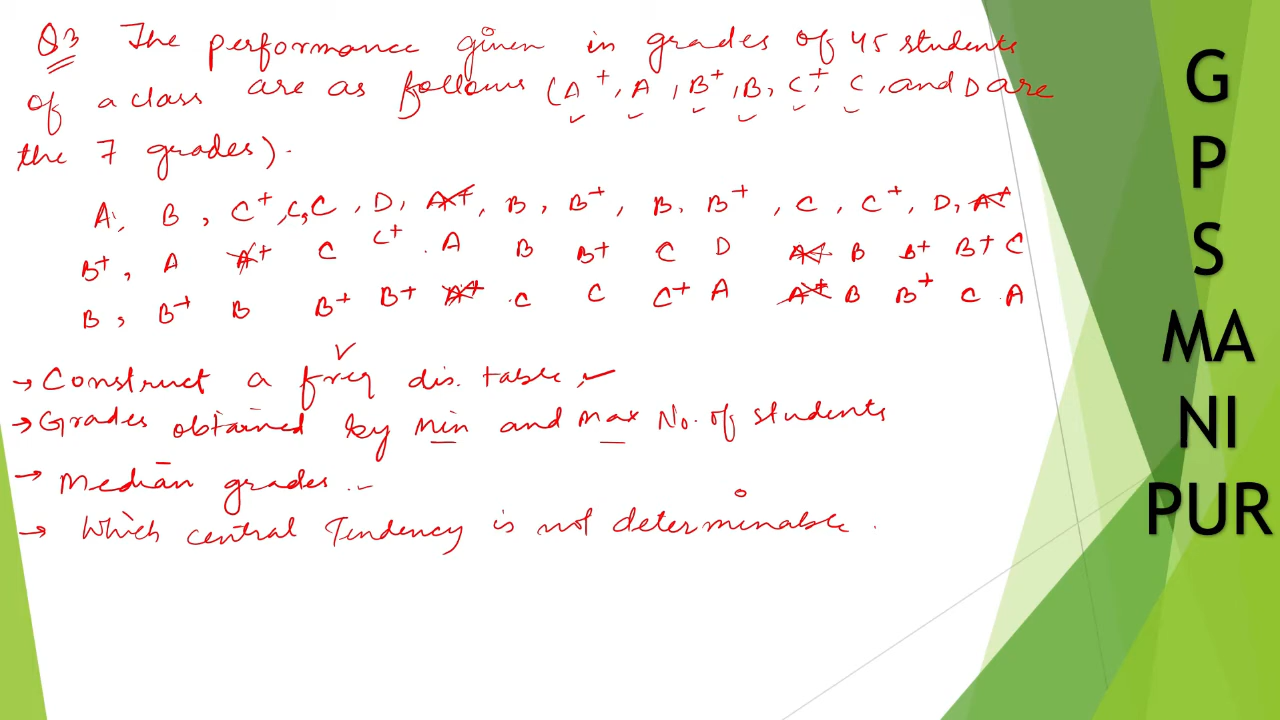 Q3 The performance given in grades of 45 students
of a class are as follows (A+, A, B+, B, C+, C, and D are
the 7 grades).
A, B, C+, C, C, D, A+, B, B+, B, B+, C, C+, D, A+
B+, A A+ C C+ A B B+ C D A+ B B+ B+ C
B, B+ B B+ B+ A+ C C C+ A A+ B B+ C A
→ Construct a freq dis. table.
→ Grades obtained by min and max No. of students
→ Median grades.
→ Which central Tendency is not determinable.
G
P
S
MA
NI
PUR